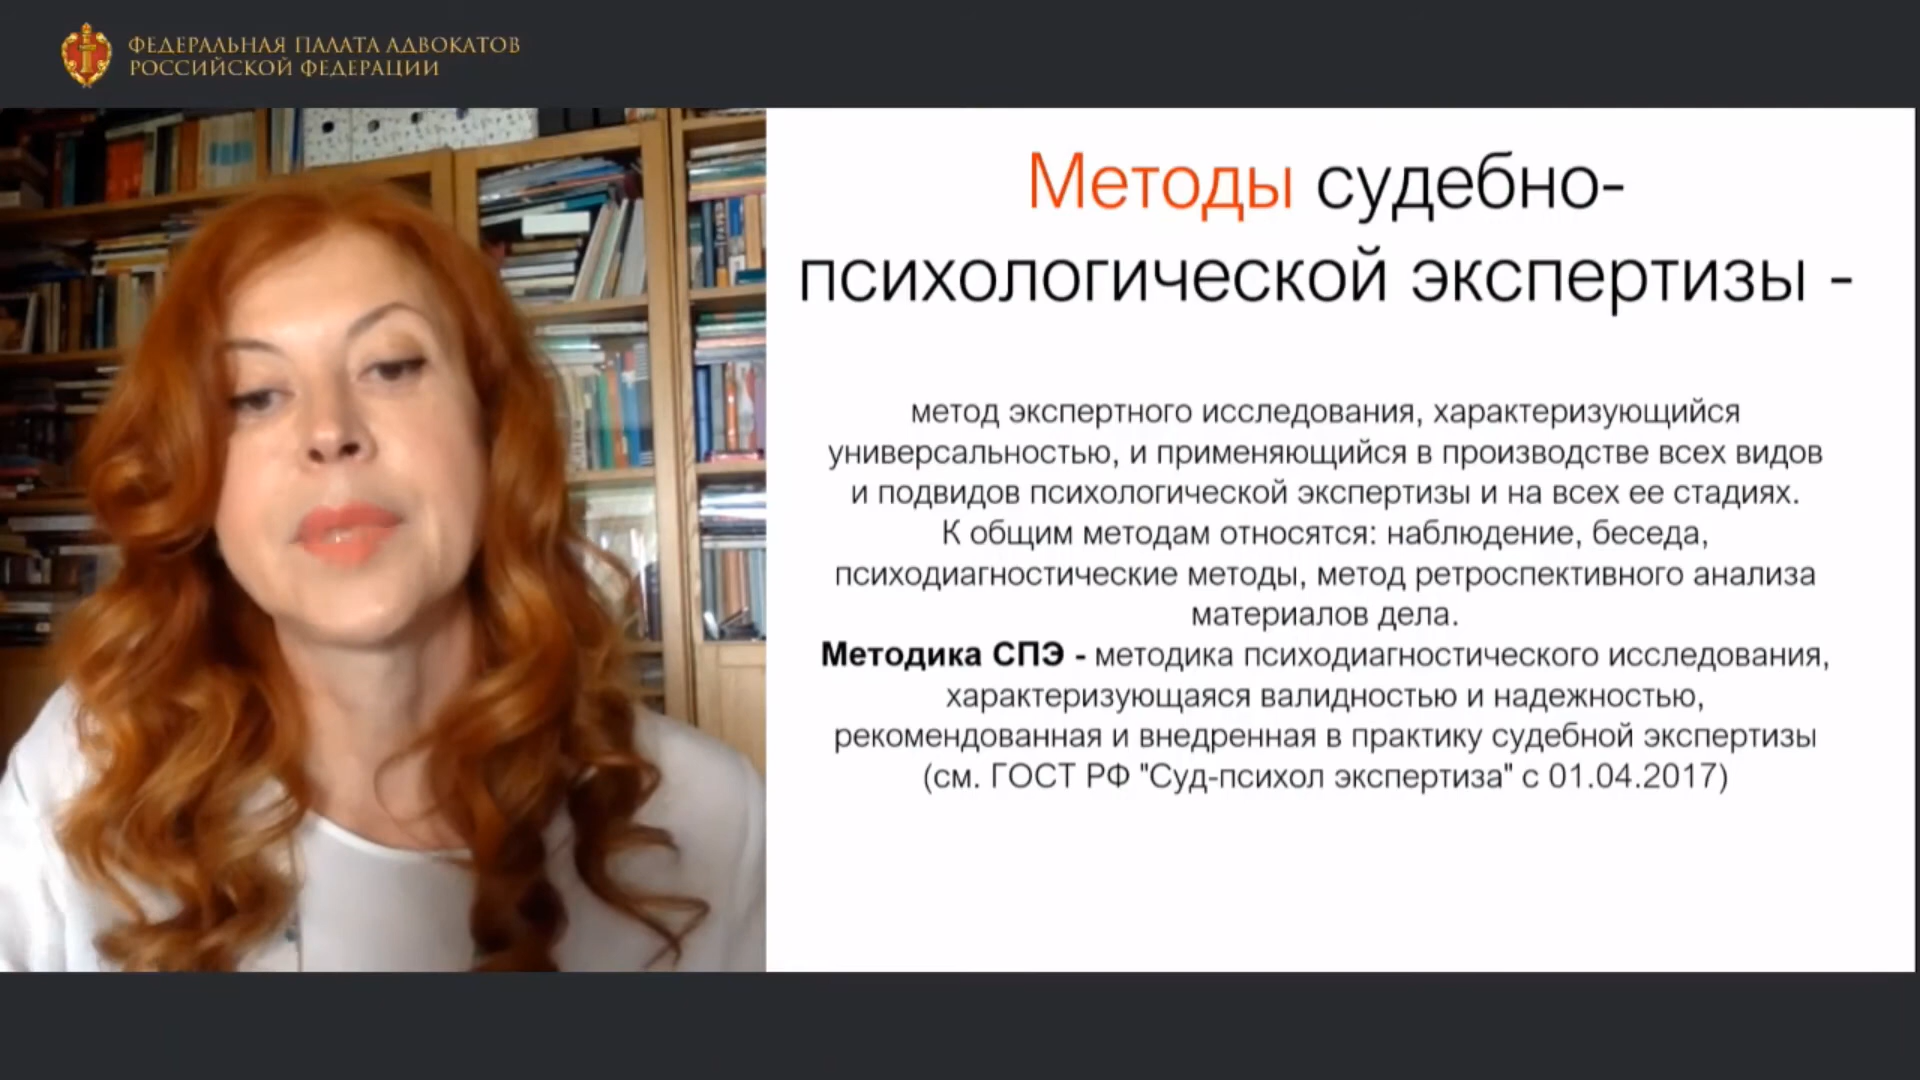 ФЕДЕРАЛЬНАЯ ПАЛАТА АДВОКАТОВ
РОССИЙСКОЙ ФЕДЕРАЦИИ
Методы судебно-
психологической экспертизы -
метод экспертного исследования, характеризующийся
универсальностью, и применяющийся в производстве всех видов
и подвидов психологической экспертизы и на всех ее стадиях.
К общим методам относятся: наблюдение, беседа,
психодиагностические методы, метод ретроспективного анализа
материалов дела.
Методика СПЭ - методика психодиагностического исследования,
характеризующаяся валидностью и надежностью,
рекомендованная и внедренная в практику судебной экспертизы
(см. ГОСТ РФ "Суд-психол экспертиза" с 01.04.2017)